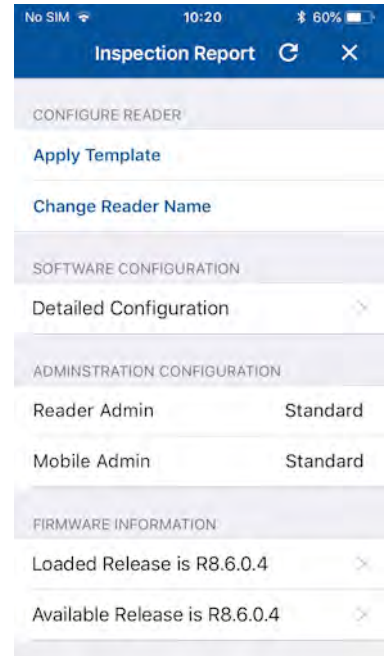 No SIM 10:20 60%
Inspection Report
CONFIGURE READER
Apply Template
Change Reader Name
SOFTWARE CONFIGURATION
Detailed Configuration
ADMINSTRATION CONFIGURATION
Reader Admin Standard
Mobile Admin Standard
FIRMWARE INFORMATION
Loaded Release is R8.6.0.4
Available Release is R8.6.0.4